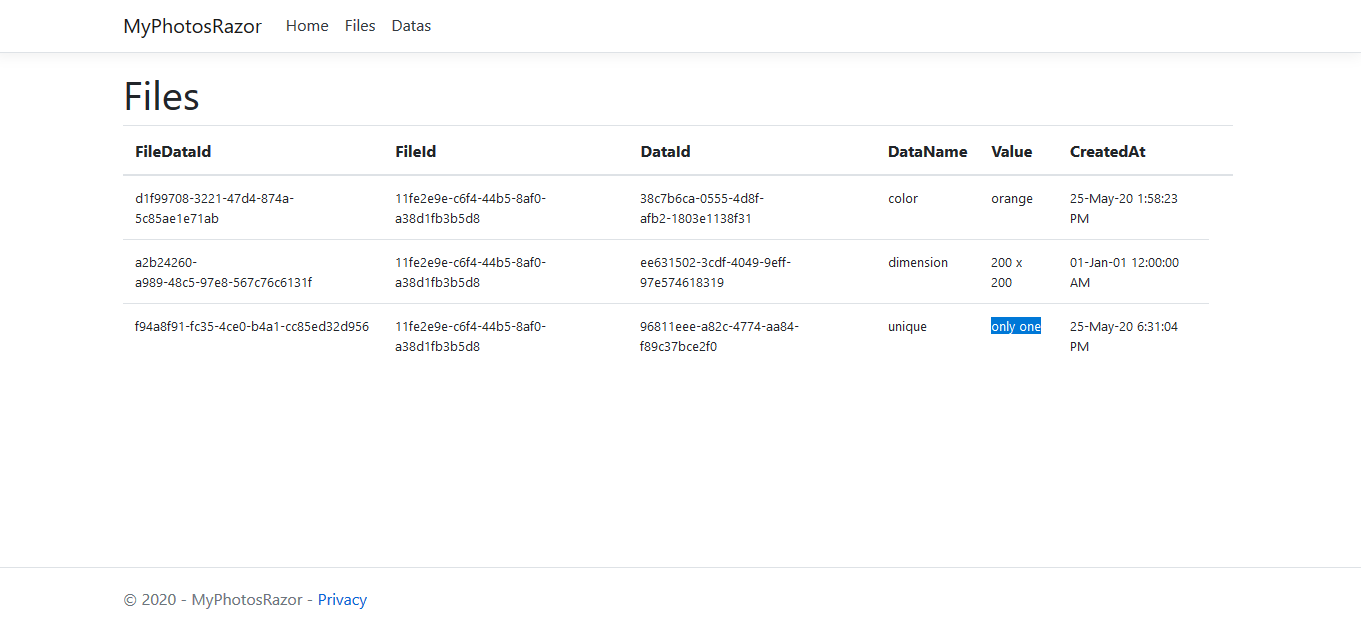 MyPhotosRazor Home Files Datas
Files
FileDataId FileId DataId DataName Value CreatedAt
d1f99708-3221-47d4-874a- 11fe2e9e-c6f4-44b5-8af0- 38c7b6ca-0555-4d8f- color orange 25-May-20 1:58:23
5c85ae1e71ab a38d1fb3b5d8 afb2-1803e1138f31 PM
a2b24260- 11fe2e9e-c6f4-44b5-8af0- ee631502-3cdf-4049-9eff- dimension 200 x 01-Jan-01 12:00:00
a989-48c5-97e8-567c76c6131f a38d1fb3b5d8 97e574618319 200 AM
f94a8f91-fc35-4ce0-b4a1-cc85ed32d956 11fe2e9e-c6f4-44b5-8af0- 96811eee-a82c-4774-aa84- unique only one 25-May-20 6:31:04
a38d1fb3b5d8 f89c37bce2f0 PM
© 2020 - MyPhotosRazor - Privacy